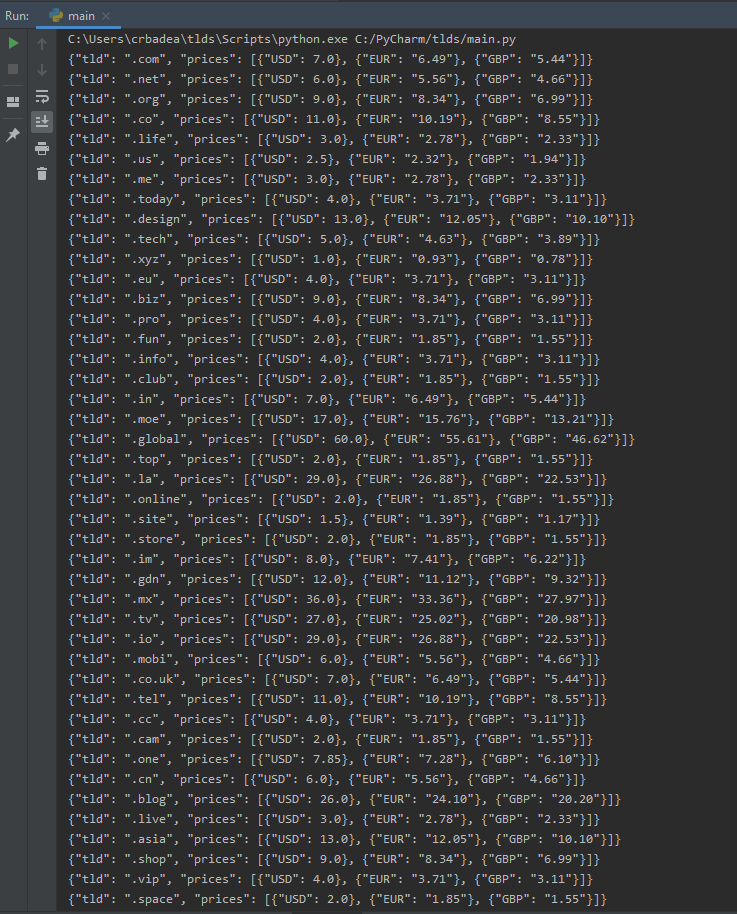 Run: main
C:\Users\crbadea\tlds\Scripts\python.exe C:/PyCharm/tlds/main.py
{"tld": ".com", "prices": [{"USD": 7.0}, {"EUR": "6.49"}, {"GBP": "5.44"}]}
{"tld": ".net", "prices": [{"USD": 6.0}, {"EUR": "5.56"}, {"GBP": "4.66"}]}
{"tld": ".org", "prices": [{"USD": 9.0}, {"EUR": "8.34"}, {"GBP": "6.99"}]}
{"tld": ".co", "prices": [{"USD": 11.0}, {"EUR": "10.19"}, {"GBP": "8.55"}]}
{"tld": ".life", "prices": [{"USD": 3.0}, {"EUR": "2.78"}, {"GBP": "2.33"}]}
{"tld": ".us", "prices": [{"USD": 2.5}, {"EUR": "2.32"}, {"GBP": "1.94"}]}
{"tld": ".me", "prices": [{"USD": 3.0}, {"EUR": "2.78"}, {"GBP": "2.33"}]}
{"tld": ".today", "prices": [{"USD": 4.0}, {"EUR": "3.71"}, {"GBP": "3.11"}]}
{"tld": ".design", "prices": [{"USD": 13.0}, {"EUR": "12.05"}, {"GBP": "10.10"}]}
{"tld": ".tech", "prices": [{"USD": 5.0}, {"EUR": "4.63"}, {"GBP": "3.89"}]}
{"tld": ".xyz", "prices": [{"USD": 1.0}, {"EUR": "0.93"}, {"GBP": "0.78"}]}
{"tld": ".eu", "prices": [{"USD": 4.0}, {"EUR": "3.71"}, {"GBP": "3.11"}]}
{"tld": ".biz", "prices": [{"USD": 9.0}, {"EUR": "8.34"}, {"GBP": "6.99"}]}
{"tld": ".pro", "prices": [{"USD": 4.0}, {"EUR": "3.71"}, {"GBP": "3.11"}]}
{"tld": ".fun", "prices": [{"USD": 2.0}, {"EUR": "1.85"}, {"GBP": "1.55"}]}
{"tld": ".info", "prices": [{"USD": 4.0}, {"EUR": "3.71"}, {"GBP": "3.11"}]}
{"tld": ".club", "prices": [{"USD": 2.0}, {"EUR": "1.85"}, {"GBP": "1.55"}]}
{"tld": ".in", "prices": [{"USD": 7.0}, {"EUR": "6.49"}, {"GBP": "5.44"}]}
{"tld": ".moe", "prices": [{"USD": 17.0}, {"EUR": "15.76"}, {"GBP": "13.21"}]}
{"tld": ".global", "prices": [{"USD": 60.0}, {"EUR": "55.61"}, {"GBP": "46.62"}]}
{"tld": ".top", "prices": [{"USD": 2.0}, {"EUR": "1.85"}, {"GBP": "1.55"}]}
{"tld": ".la", "prices": [{"USD": 29.0}, {"EUR": "26.88"}, {"GBP": "22.53"}]}
{"tld": ".online", "prices": [{"USD": 2.0}, {"EUR": "1.85"}, {"GBP": "1.55"}]}
{"tld": ".site", "prices": [{"USD": 1.5}, {"EUR": "1.39"}, {"GBP": "1.17"}]}
{"tld": ".store", "prices": [{"USD": 2.0}, {"EUR": "1.85"}, {"GBP": "1.55"}]}
{"tld": ".im", "prices": [{"USD": 8.0}, {"EUR": "7.41"}, {"GBP": "6.22"}]}
{"tld": ".gdn", "prices": [{"USD": 12.0}, {"EUR": "11.12"}, {"GBP": "9.32"}]}
{"tld": ".mx", "prices": [{"USD": 36.0}, {"EUR": "33.36"}, {"GBP": "27.97"}]}
{"tld": ".tv", "prices": [{"USD": 27.0}, {"EUR": "25.02"}, {"GBP": "20.98"}]}
{"tld": ".io", "prices": [{"USD": 29.0}, {"EUR": "26.88"}, {"GBP": "22.53"}]}
{"tld": ".mobi", "prices": [{"USD": 6.0}, {"EUR": "5.56"}, {"GBP": "4.66"}]}
{"tld": ".co.uk", "prices": [{"USD": 7.0}, {"EUR": "6.49"}, {"GBP": "5.44"}]}
{"tld": ".tel", "prices": [{"USD": 11.0}, {"EUR": "10.19"}, {"GBP": "8.55"}]}
{"tld": ".cc", "prices": [{"USD": 4.0}, {"EUR": "3.71"}, {"GBP": "3.11"}]}
{"tld": ".cam", "prices": [{"USD": 2.0}, {"EUR": "1.85"}, {"GBP": "1.55"}]}
{"tld": ".one", "prices": [{"USD": 7.85}, {"EUR": "7.28"}, {"GBP": "6.10"}]}
{"tld": ".cn", "prices": [{"USD": 6.0}, {"EUR": "5.56"}, {"GBP": "4.66"}]}
{"tld": ".blog", "prices": [{"USD": 26.0}, {"EUR": "24.10"}, {"GBP": "20.20"}]}
{"tld": ".live", "prices": [{"USD": 3.0}, {"EUR": "2.78"}, {"GBP": "2.33"}]}
{"tld": ".asia", "prices": [{"USD": 13.0}, {"EUR": "12.05"}, {"GBP": "10.10"}]}
{"tld": ".shop", "prices": [{"USD": 9.0}, {"EUR": "8.34"}, {"GBP": "6.99"}]}
{"tld": ".vip", "prices": [{"USD": 4.0}, {"EUR": "3.71"}, {"GBP": "3.11"}]}
{"tld": ".space", "prices": [{"USD": 2.0}, {"EUR": "1.85"}, {"GBP": "1.55"}]}